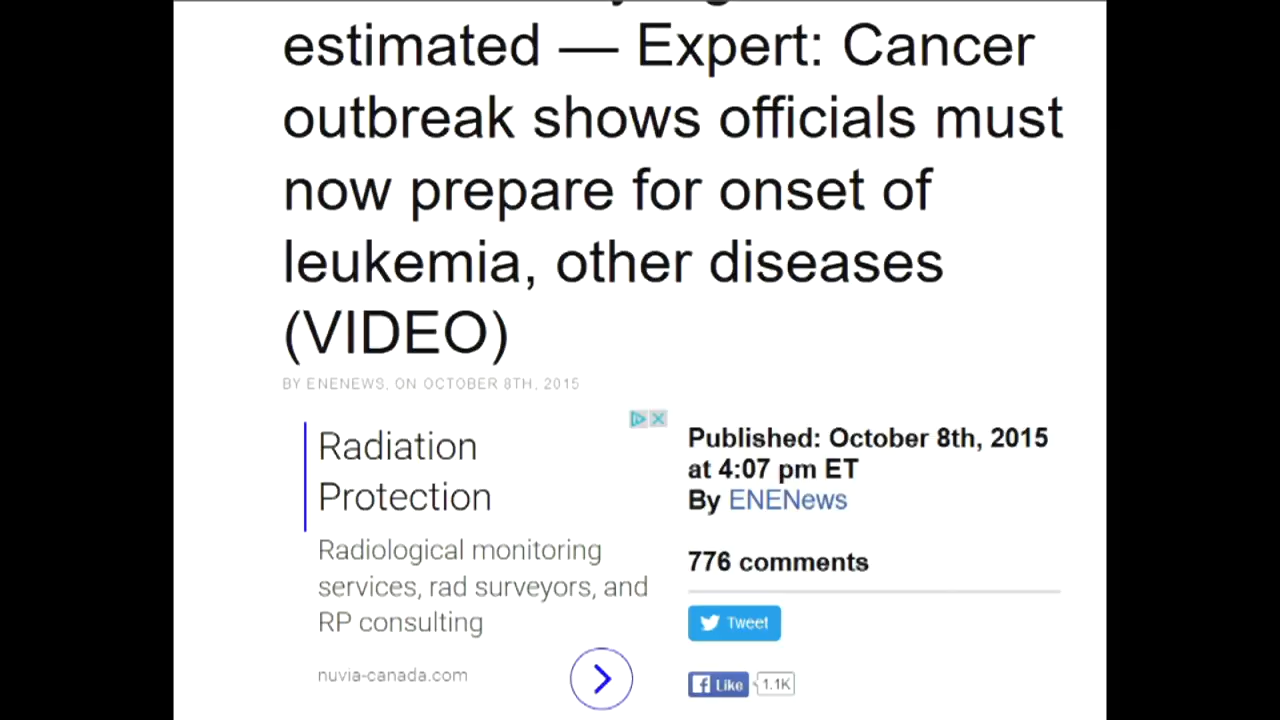 estimated — Expert: Cancer
outbreak shows officials must
now prepare for onset of
leukemia, other diseases
(VIDEO)
BY ENENEWS, ON OCTOBER 8TH, 2015
Radiation
Protection
Radiological monitoring
services, rad surveyors, and
RP consulting
nuvia-canada.com
Published: October 8th, 2015
at 4:07 pm ET
By ENENews
776 comments
Tweet
Like 1.1K